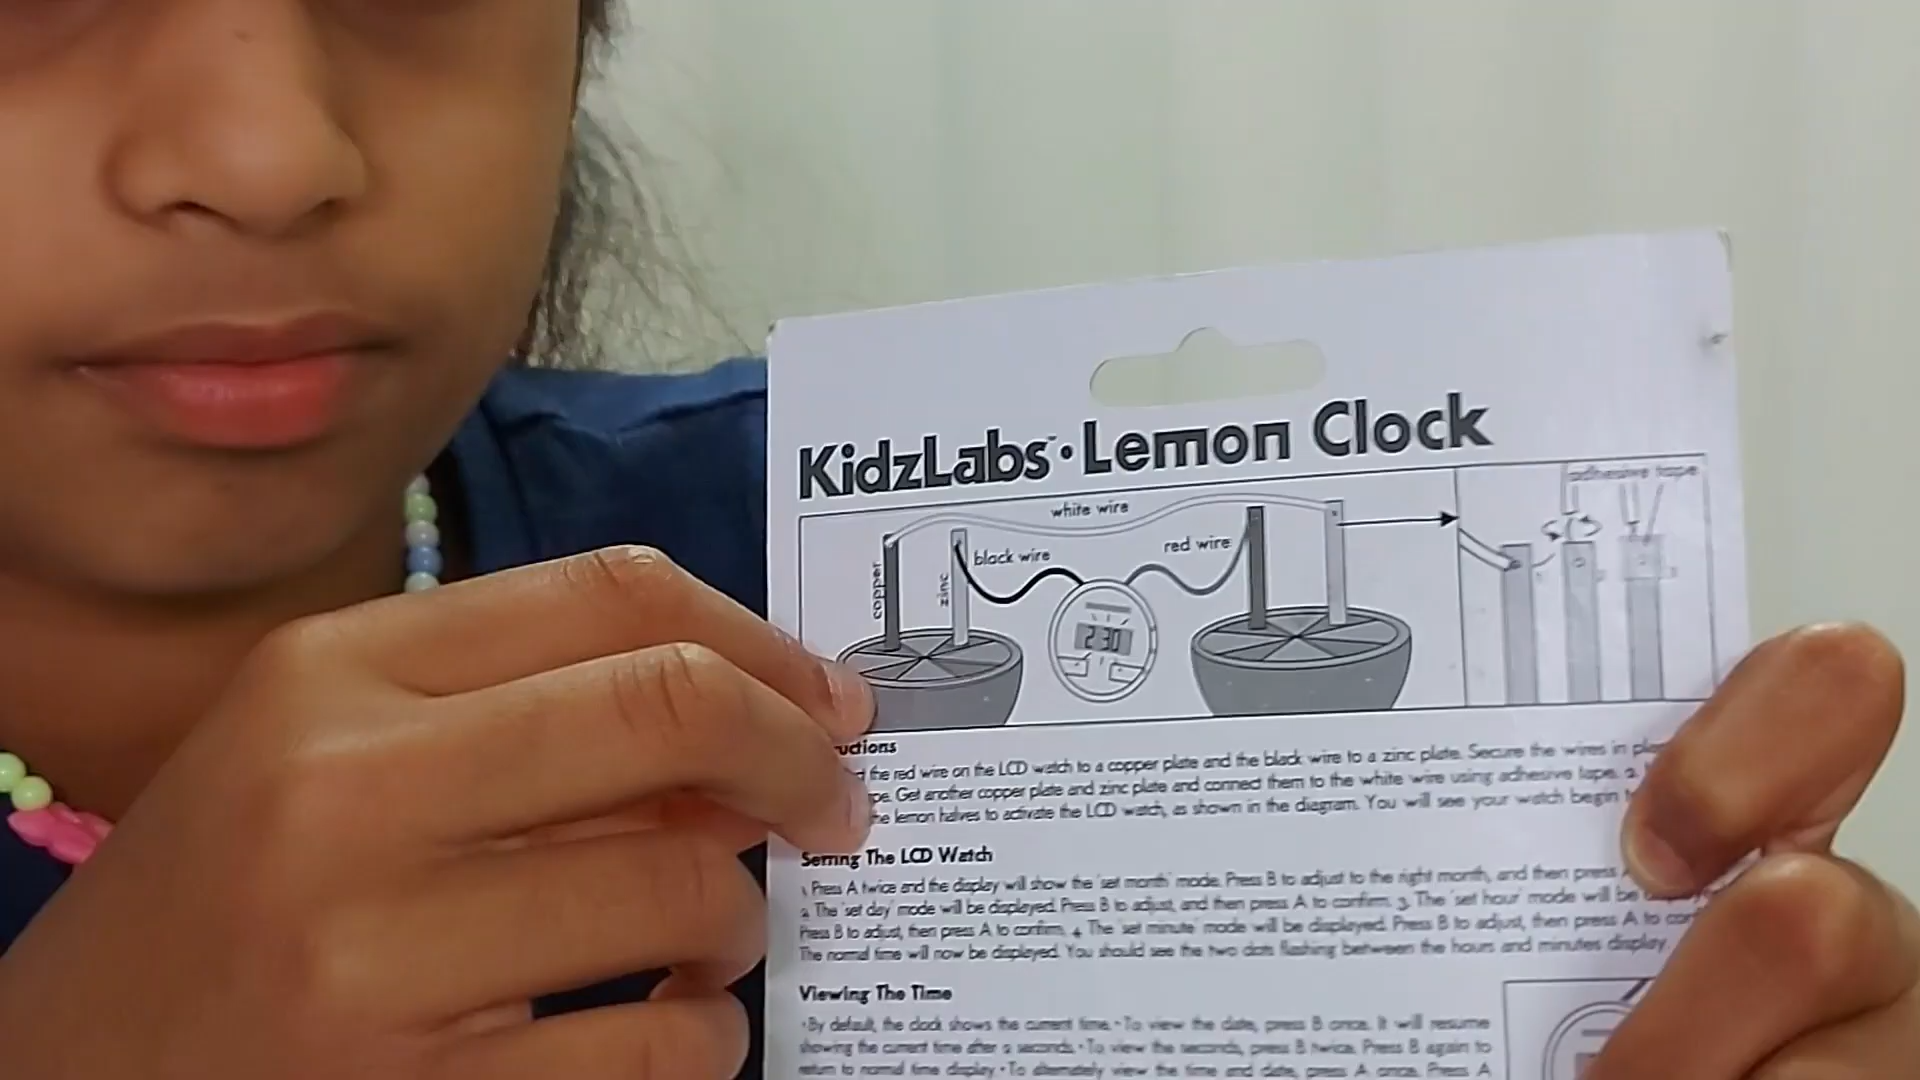 KidzLabs™ • Lemon Clock
adhesive tape
white wire
black wire
red wire
copper
zinc
2:30
uctions
the red wire on the LCD watch to a copper plate and the black wire to a zinc plate. Secure the wires in
Get another copper plate and zinc plate and connect them to the white wire using adhesive tape. 2.
the lemon halves to activate the LCD watch, as shown in the diagram. You will see your watch begin
Setting The LCD Watch
1. Press A twice and the display will show the 'set month' mode. Press B to adjust to the right month, and then press
2. The 'set day' mode will be displayed. Press B to adjust, and then press A to confirm. 3. The 'set hour' mode will be
Press B to adjust, then press A to confirm. 4. The 'set minute' mode will be displayed. Press B to adjust, then press A to
The normal time will now be displayed. You should see the two dots flashing between the hours and minutes display.
Viewing The Time
• By default, the clock shows the current time. • To view the date, press B once. It will resume
showing the current time after 2 seconds. • To view the seconds, press B twice. Press B again to
return to normal time display • To alternately view the time and date, press A once. Press A